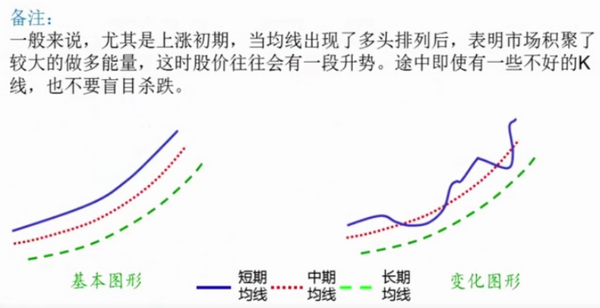 备注：
一般来说，尤其是上涨初期，当均线出现了多头排列后，表明市场积聚了
较大的做多能量，这时股价往往会有一段升势。途中即使有一些不好的K
线，也不要盲目杀跌。
基本图形
短期
均线
中期
均线
长期
均线
变化图形